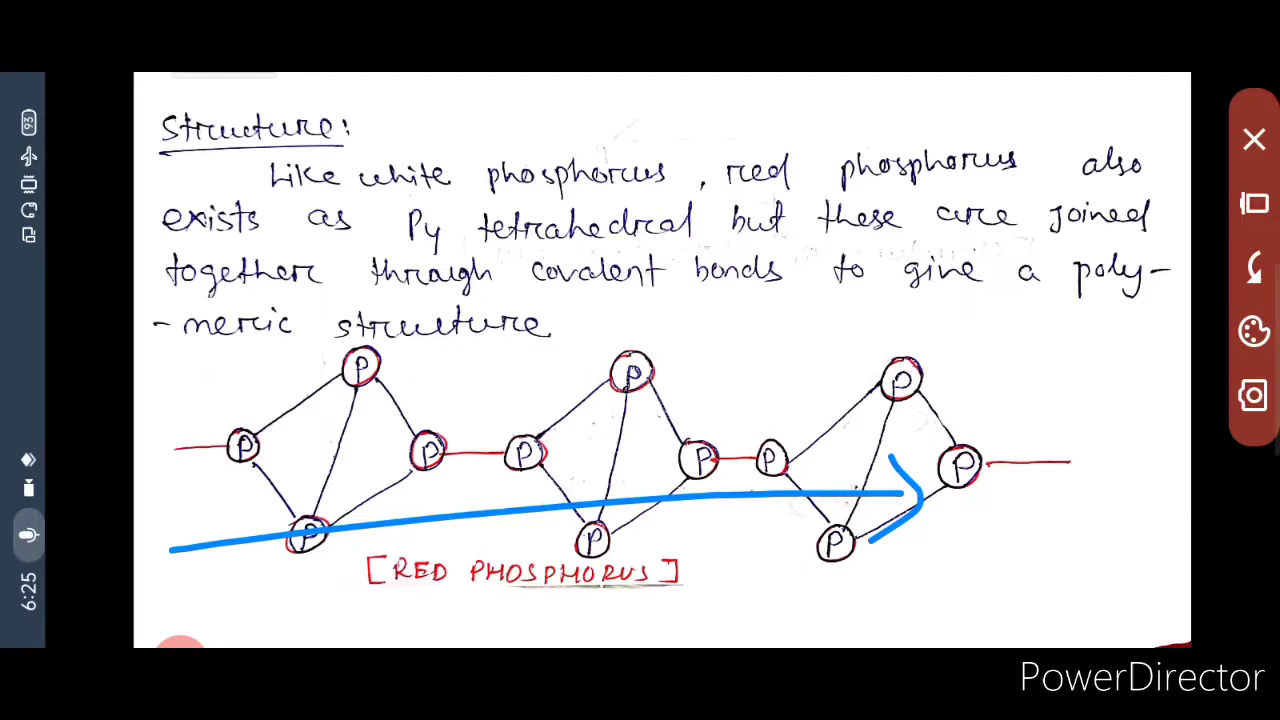 93
6:25
Structure:
Like white phosphorus, red phosphorus also
exists as P4 tetrahedral but these are joined
together through covalent bonds to give a poly-
-meric structure
P P P
P P P P P P
P P P
[RED PHOSPHORUS]
PowerDirector